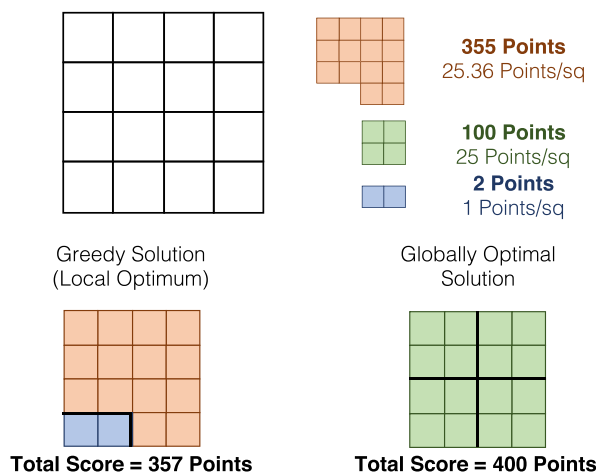 355 Points
25.36 Points/sq
100 Points
25 Points/sq
2 Points
1 Points/sq
Greedy Solution
(Local Optimum)
Globally Optimal
Solution
Total Score = 357 Points
Total Score = 400 Points